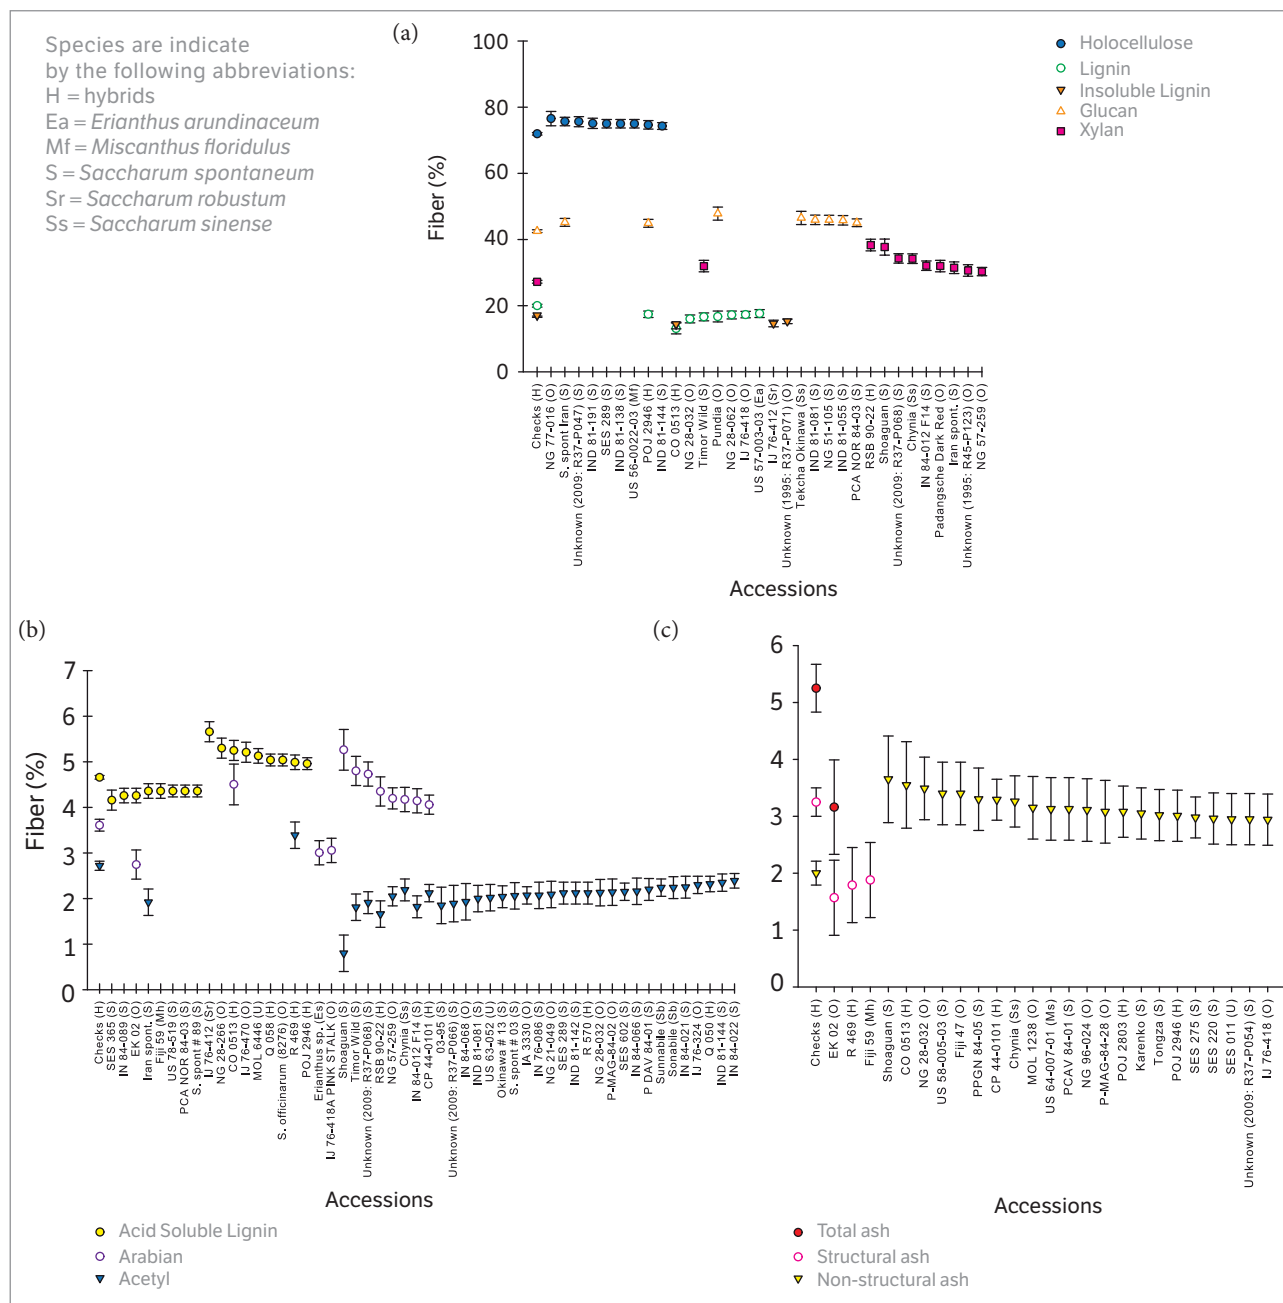 Species are indicate
by the following abbreviations:
H = hybrids
Ea = Erianthus arundinaceum
Mf = Miscanthus floridulus
S = Saccharum spontaneum
Sr = Saccharum robustum
Ss = Saccharum sinense
(a)
Holocellulose
Lignin
Insoluble Lignin
Glucan
Xylan
Fiber (%)
100
80
60
40
20
0
Checks (H)
NG 77-016 (O)
S. spont Iran (S)
Unknown (2009: R37-P047) (S)
IND 81-191 (S)
SES 289 (S)
IND 81-138 (S)
US 56-0022-03 (Mf)
POJ 2946 (H)
IND 81-144 (S)
CO 0513 (H)
NG 28-032 (O)
Timor Wild (S)
Pundia (O)
NG 28-062 (O)
IJ 76-418 (O)
US 57-003-03 (Ea)
IJ 76-412 (Sr)
Unknown (1995: R37-P071) (O)
Tekcha Okinawa (Ss)
IND 81-081 (S)
NG 51-105 (S)
IND 81-055 (S)
PCA NOR 84-03 (S)
RSB 90-22 (H)
Shoaguan (S)
Unknown (2009: R37-P068) (S)
Chynia (Ss)
IN 84-012 F14 (S)
Padangsche Dark Red (O)
Iran spont. (S)
Unknown (1995: R45-P123) (O)
NG 57-259 (O)
Accessions
(b)
Fiber (%)
7
6
5
4
3
2
1
0
Checks (H)
SES 365 (S)
IN 84-089 (S)
EK 02 (O)
Iran spont. (S)
Fiji 59 (Mh)
US 78-519 (S)
PCA NOR 84-03 (S)
S. spont # 89 (S)
IJ 76-412 (Sr)
NG 28-266 (O)
CO 0513 (H)
IJ 76-470 (O)
MOL 6446 (U)
Q 058 (H)
S. officinarum (8276) (O)
R 469 (H)
POJ 2946 (H)
Erianthus sp. (Es)
IJ 76-418A PINK STALK (O)
Shoaguan (S)
Timor Wild (S)
Unknown (2009: R37-P068) (S)
RSB 90-22 (H)
NG 57-259 (O)
Chynia (Ss)
IN 84-012 F14 (S)
CP 44-0101 (H)
03-95 (S)
Unknown (2009: R37-P066) (S)
IN 84-068 (O)
IND 81-081 (S)
US 63-052 (U)
Okinawa # 13 (S)
S. spont # 03 (S)
IA 3330 (O)
IN 76-086 (S)
NG 21-049 (O)
SES 289 (S)
IND 81-142 (S)
R 570 (H)
NG 28-032 (O)
P-MAG-84-02 (O)
SES 602 (S)
IN 84-066 (S)
P DAV 84-01 (S)
Sumnable (Sb)
Sonabile (Sb)
IN 84-021 (O)
IJ 76-324 (O)
Q 050 (H)
IND 81-144 (S)
IN 84-022 (S)
Accessions
Acid Soluble Lignin
Arabian
Acetyl
(c)
6
5
4
3
2
1
0
Checks (H)
EK 02 (O)
R 469 (H)
Fiji 59 (Mh)
Shoaguan (S)
CO 0513 (H)
NG 28-032 (O)
US 58-005-03 (S)
Fiji 47 (O)
PPGN 84-05 (S)
CP 44-0101 (H)
Chynia (Ss)
MOL 1238 (O)
US 64-007-01 (Ms)
PCAV 84-01 (S)
NG 96-024 (O)
P-MAG-84-28 (O)
POJ 2803 (H)
Karenko (S)
Tongza (S)
POJ 2946 (H)
SES 275 (S)
SES 220 (S)
SES 011 (U)
Unknown (2009: R37-P054) (S)
IJ 76-418 (O)
Accessions
Total ash
Structural ash
Non-structural ash